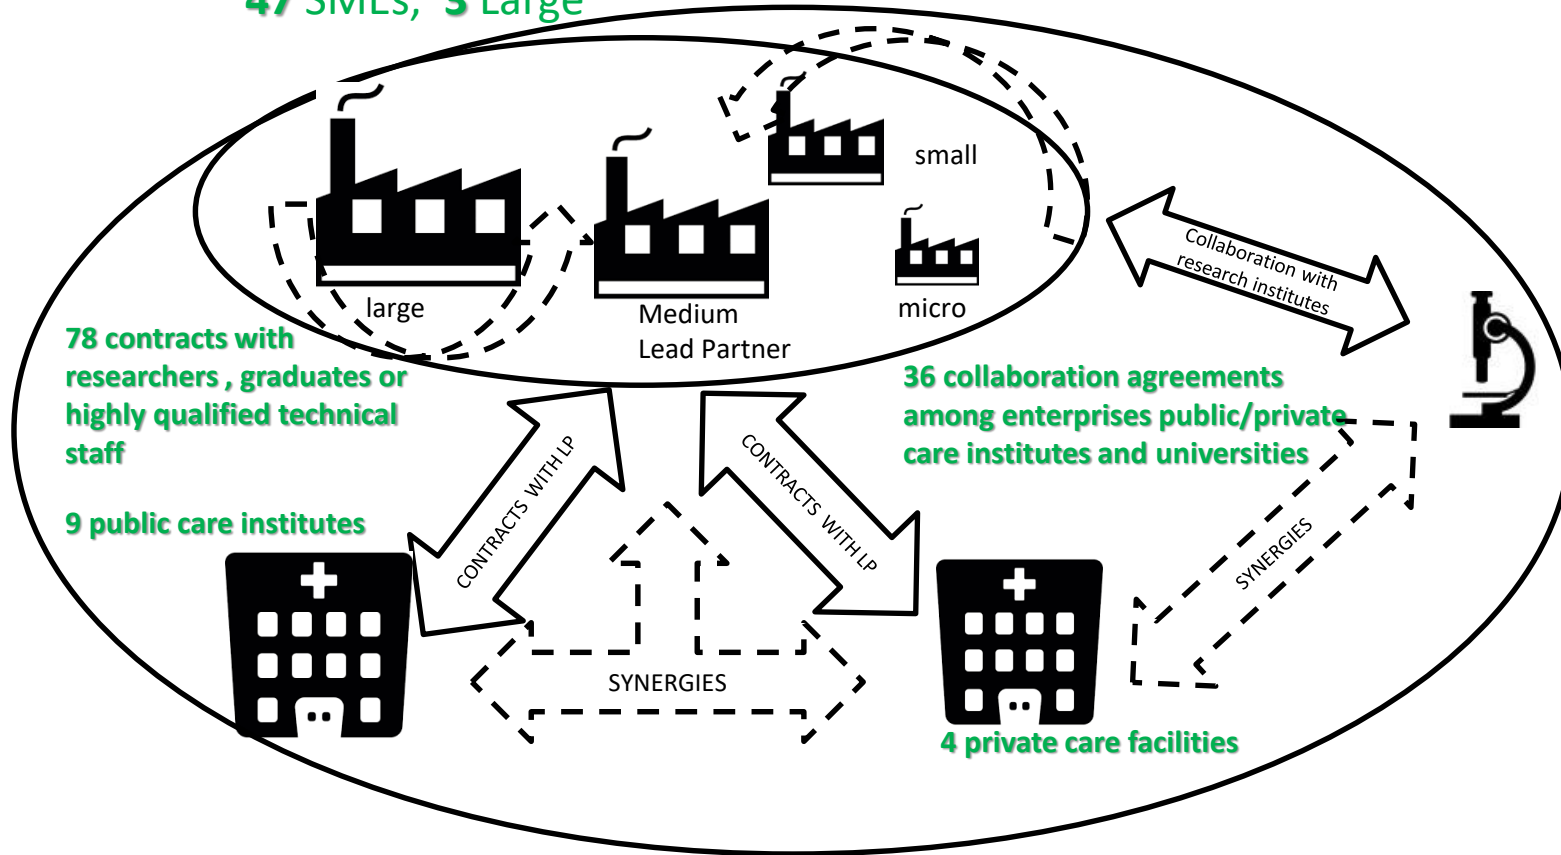 47 SMEs, 3 Large
small
large
Medium
Lead Partner
micro
Collaboration with
research institutes
78 contracts with
researchers , graduates or
highly qualified technical
staff
36 collaboration agreements
among enterprises public/private
care institutes and universities
9 public care institutes
CONTRACTS WITH LP
CONTRACTS WITH LP
SYNERGIES
SYNERGIES
4 private care facilities